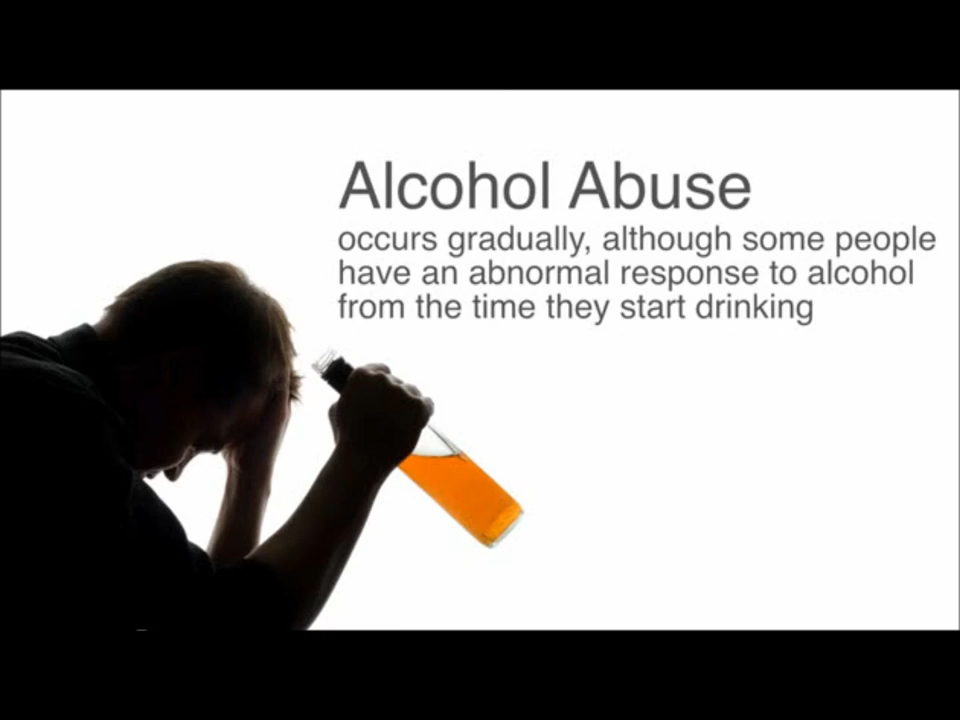 Alcohol Abuse
occurs gradually, although some people
have an abnormal response to alcohol
from the time they start drinking